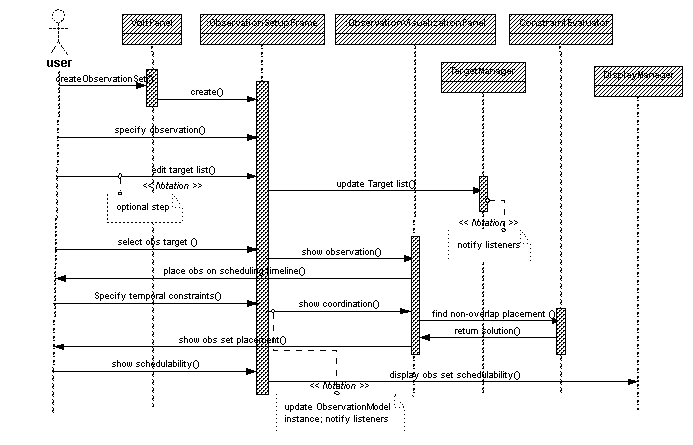 VoltPanel
ObservationSetupFrame
ObservationVisualizationPanel
ConstraintEvaluator
user
TargetManager
DisplayManager
createObservationSet()
create()
specify observation()
edit target list()
<< Notation >>
optional step
update Target list()
<< Notation >>
notify listeners
select obs target ()
show observation()
place obs on scheduling timeline()
Specify temporal constraints()
show coordination()
find non-overlap placement ()
return solution()
show obs set placement()
show schedulability()
display obs set schedulability()
<< Notation >>
update ObservationModel
instance; notify listeners